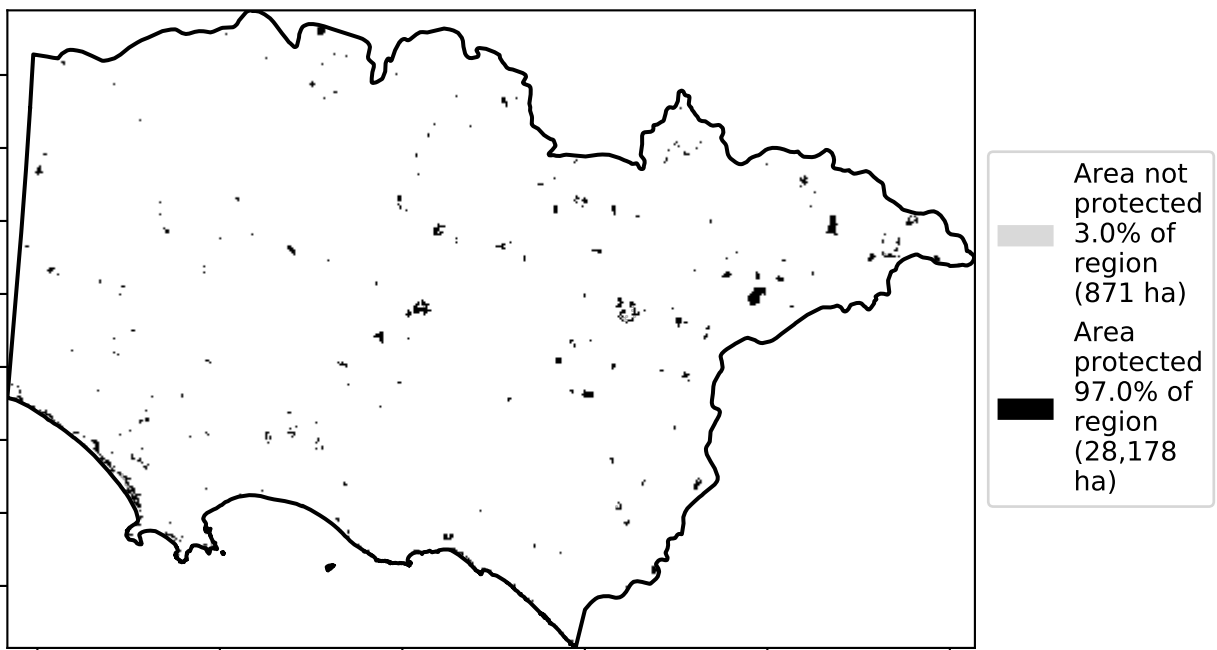 Area not
protected
3.0% of
region
(871 ha)
Area
protected
97.0% of
region
(28,178
ha)